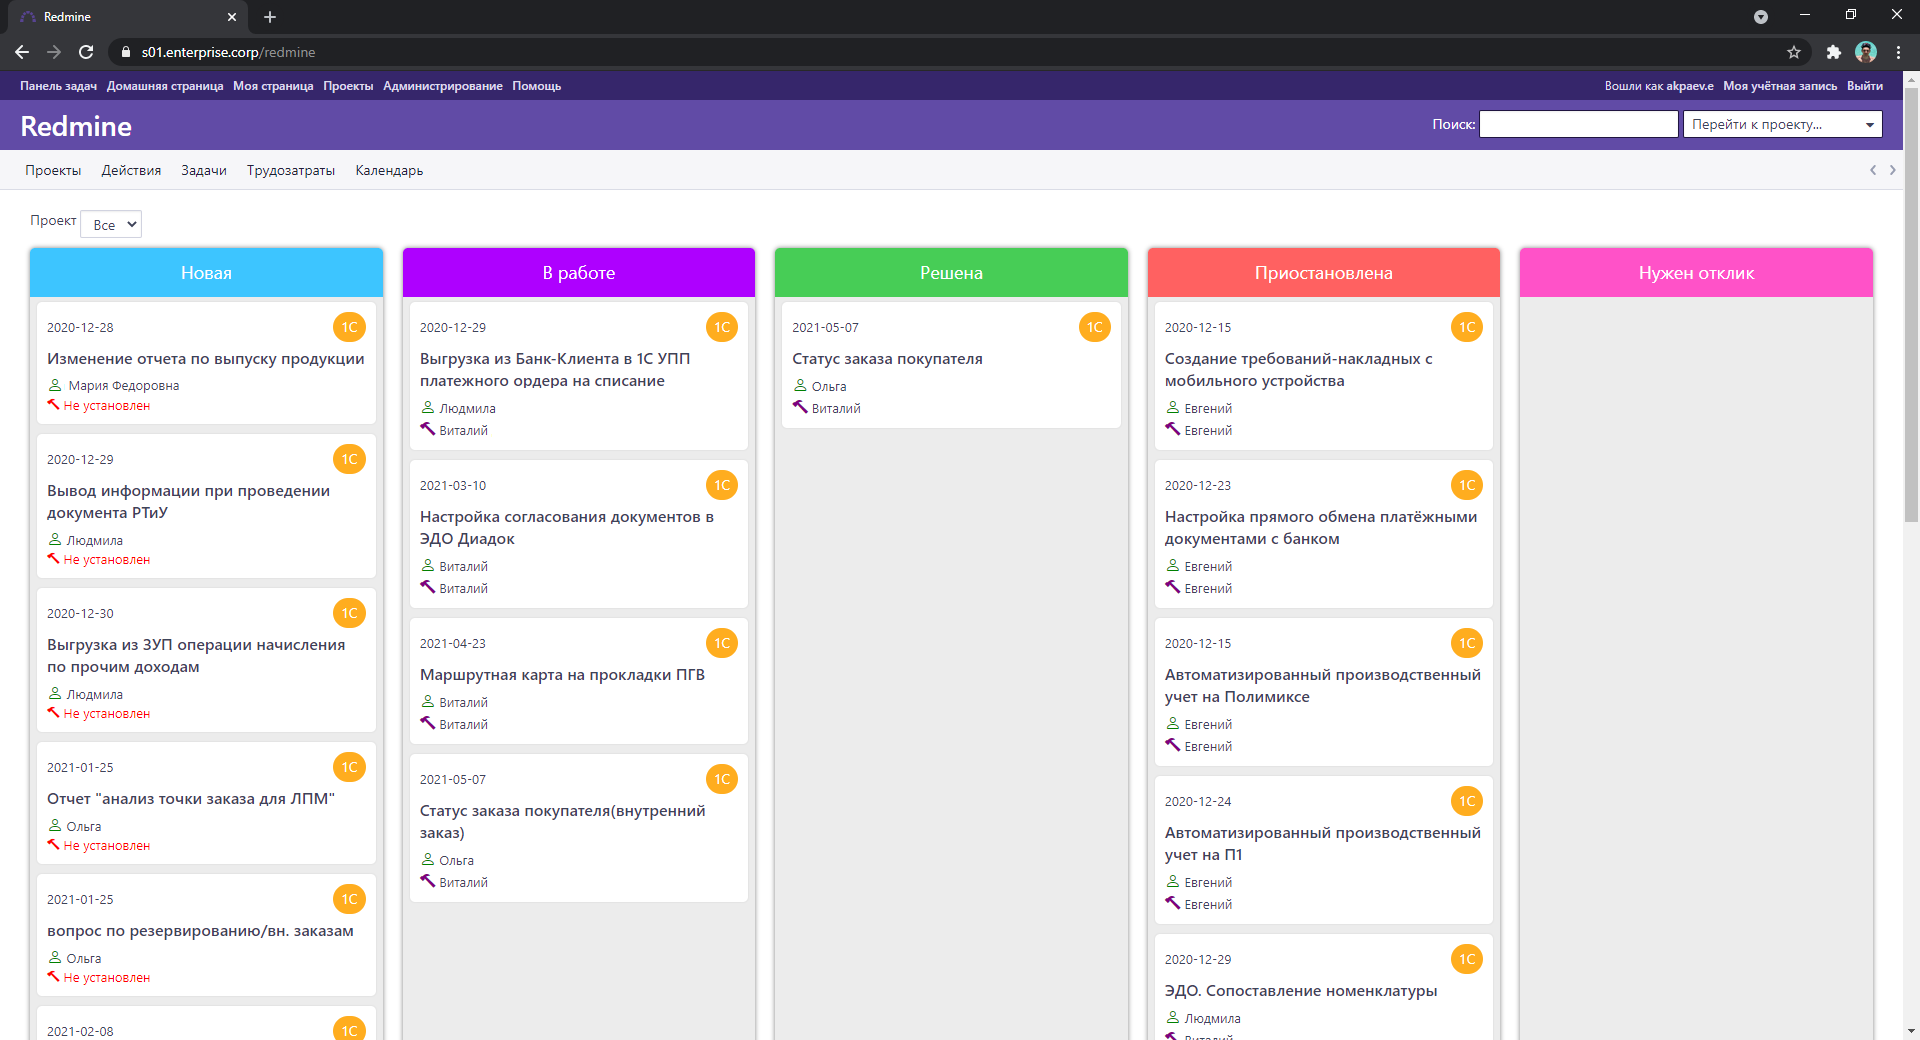 Redmine
s01.enterprise.corp/redmine
Панель задач Домашняя страница Моя страница Проекты Администрирование Помощь
Вошли как akpaev.e Моя учётная запись Выйти
Redmine
Поиск: Перейти к проекту...
Проекты Действия Задачи Трудозатраты Календарь
Проект Все
Новая
2020-12-28 1С
Изменение отчета по выпуску продукции
Мария Федоровна
Не установлен
2020-12-29 1С
Вывод информации при проведении
документа РТиУ
Людмила
Не установлен
2020-12-30 1С
Выгрузка из ЗУП операции начисления
по прочим доходам
Людмила
Не установлен
2021-01-25 1С
Отчет "анализ точки заказа для ЛПМ"
Ольга
Не установлен
2021-01-25 1С
вопрос по резервированию/вн. заказам
Ольга
Не установлен
2021-02-08 1С
В работе
2020-12-29 1С
Выгрузка из Банк-Клиента в 1С УПП
платежного ордера на списание
Людмила
Виталий
2021-03-10 1С
Настройка согласования документов в
ЭДО Диадок
Виталий
Виталий
2021-04-23 1С
Маршрутная карта на прокладки ПГВ
Виталий
Виталий
2021-05-07 1С
Статус заказа покупателя(внутренний
заказ)
Ольга
Виталий
Решена
2021-05-07 1С
Статус заказа покупателя
Ольга
Виталий
Приостановлена
2020-12-15 1С
Создание требований-накладных с
мобильного устройства
Евгений
Евгений
2020-12-23 1С
Настройка прямого обмена платёжными
документами с банком
Евгений
Евгений
2020-12-15 1С
Автоматизированный производственный
учет на Полимиксе
Евгений
Евгений
2020-12-24 1С
Автоматизированный производственный
учет на П1
Евгений
Евгений
2020-12-29 1С
ЭДО. Сопоставление номенклатуры
Людмила
Виталий
Нужен отклик